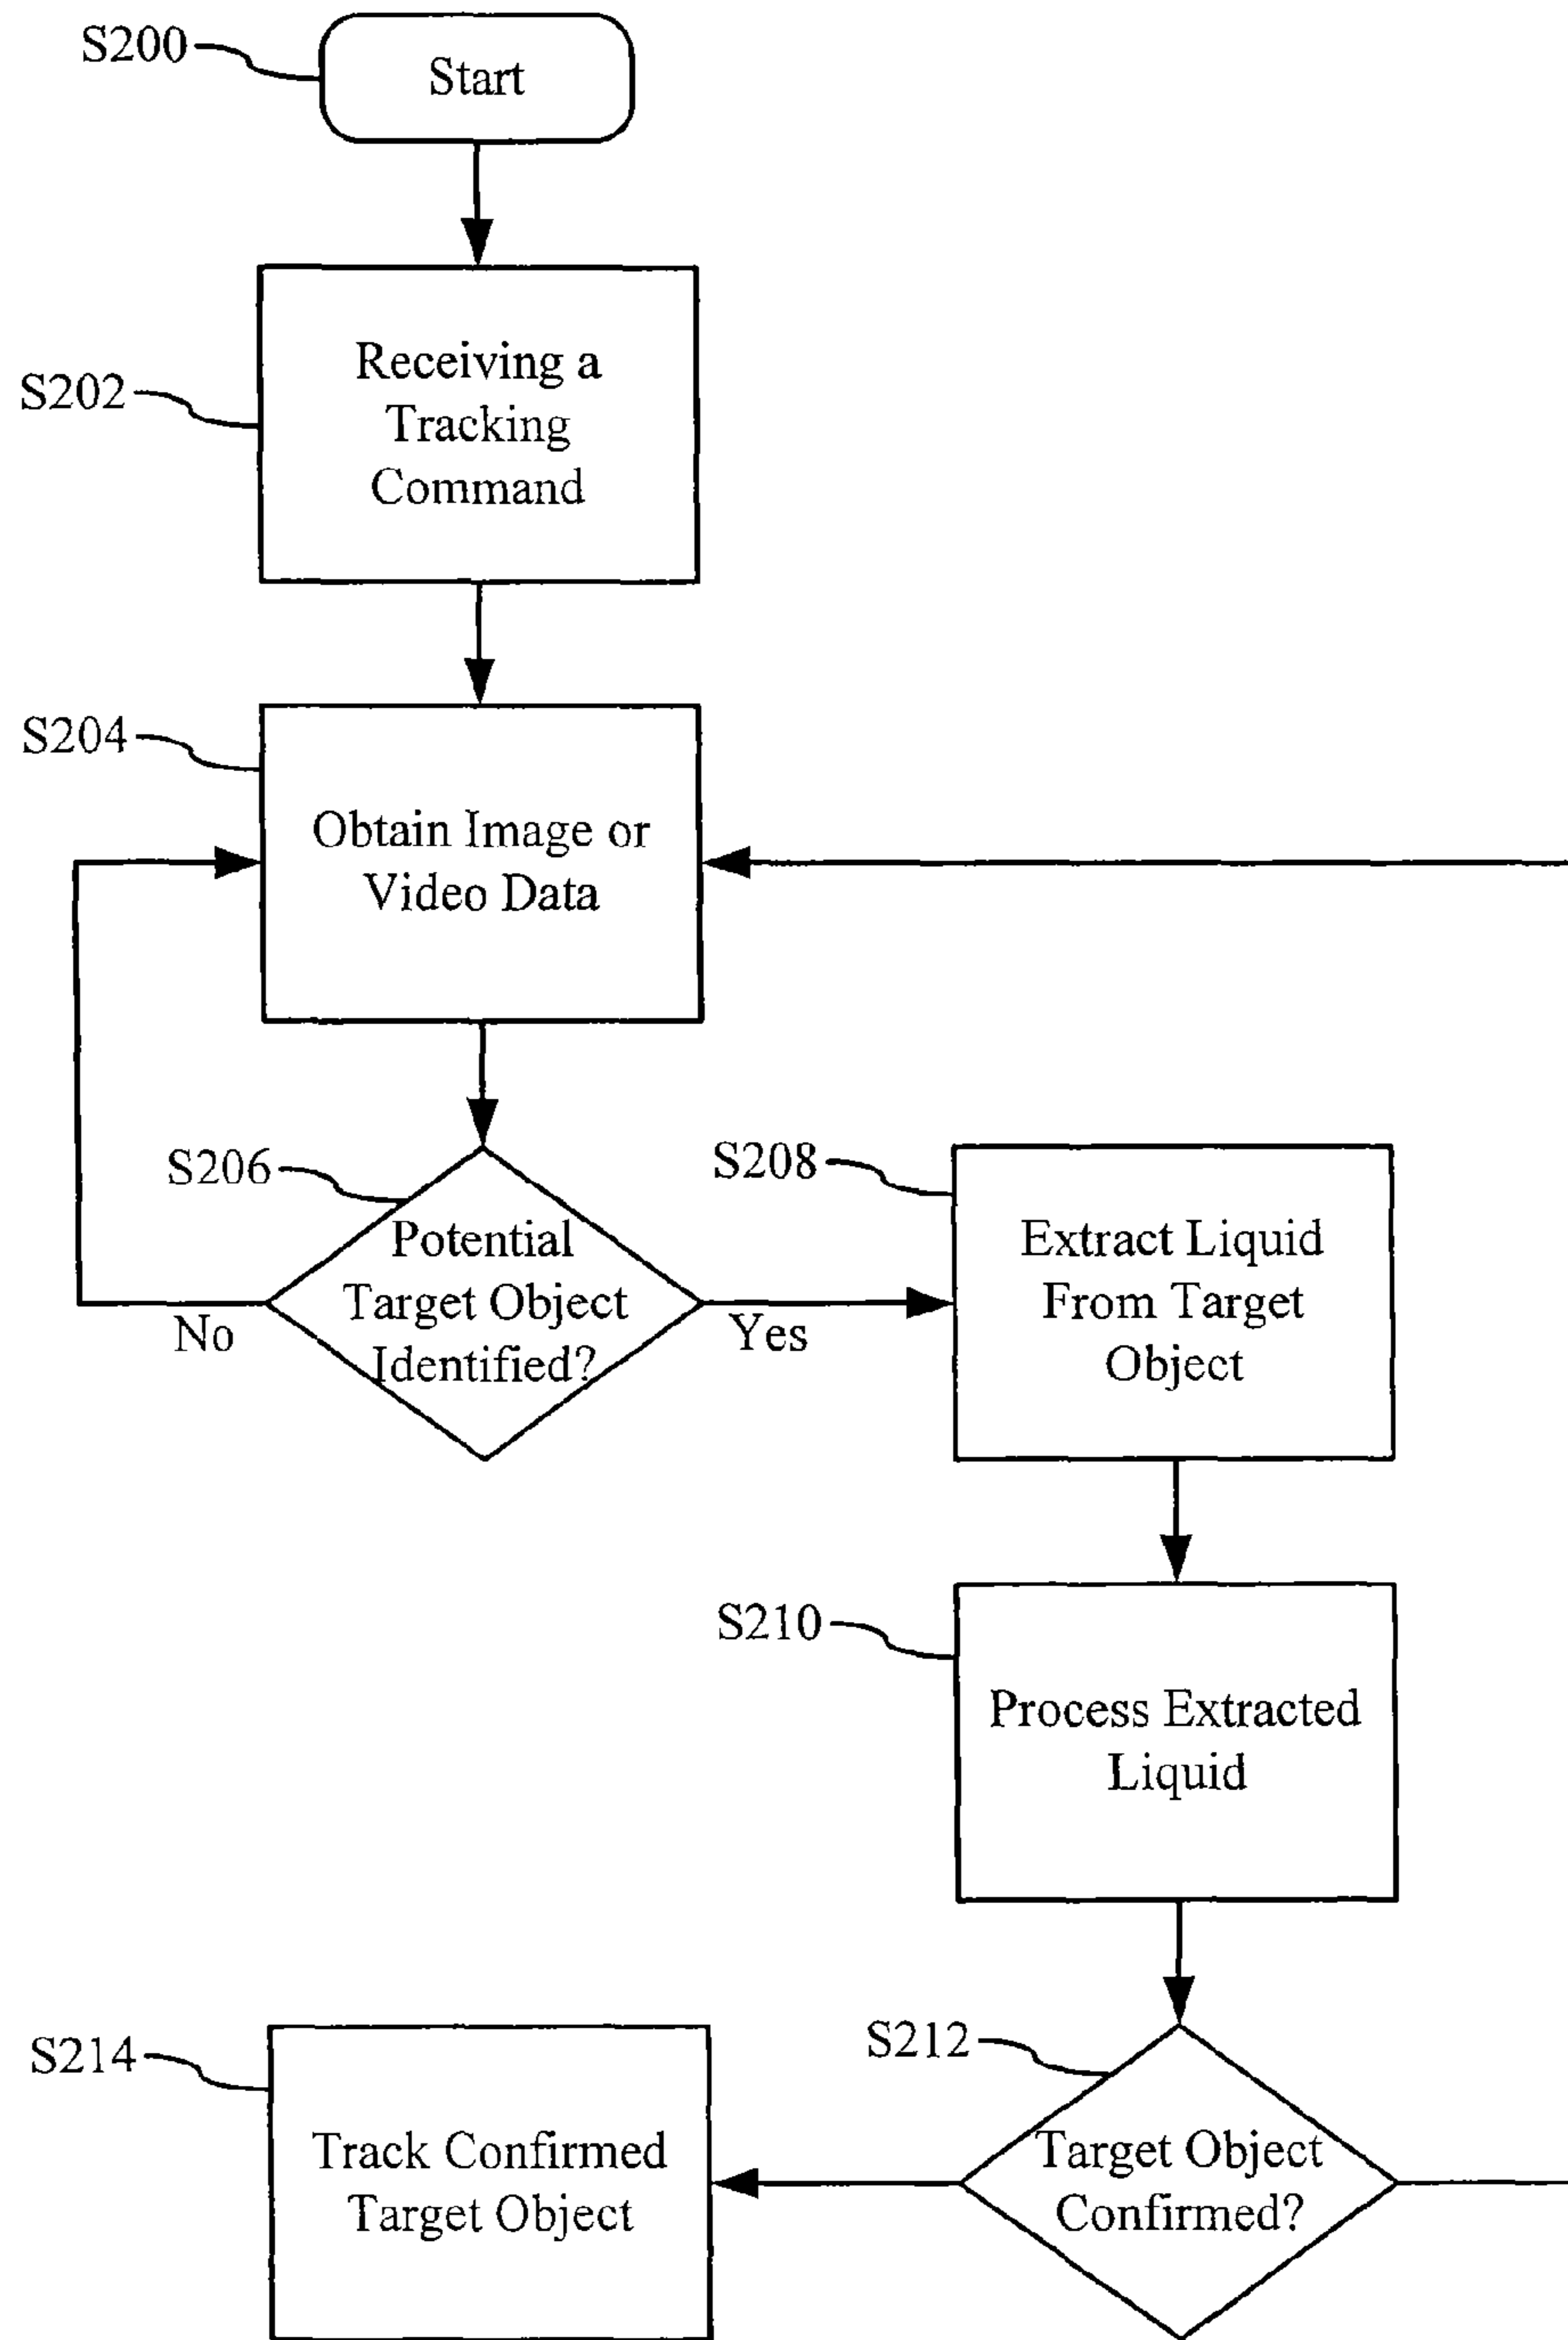 S200
Start
S202
Receiving a
Tracking
Command
S204
Obtain Image or
Video Data
S206
Potential
Target Object
Identified?
No
Yes
S208
Extract Liquid
From Target
Object
S210
Process Extracted
Liquid
S212
Target Object
Confirmed?
S214
Track Confirmed
Target Object